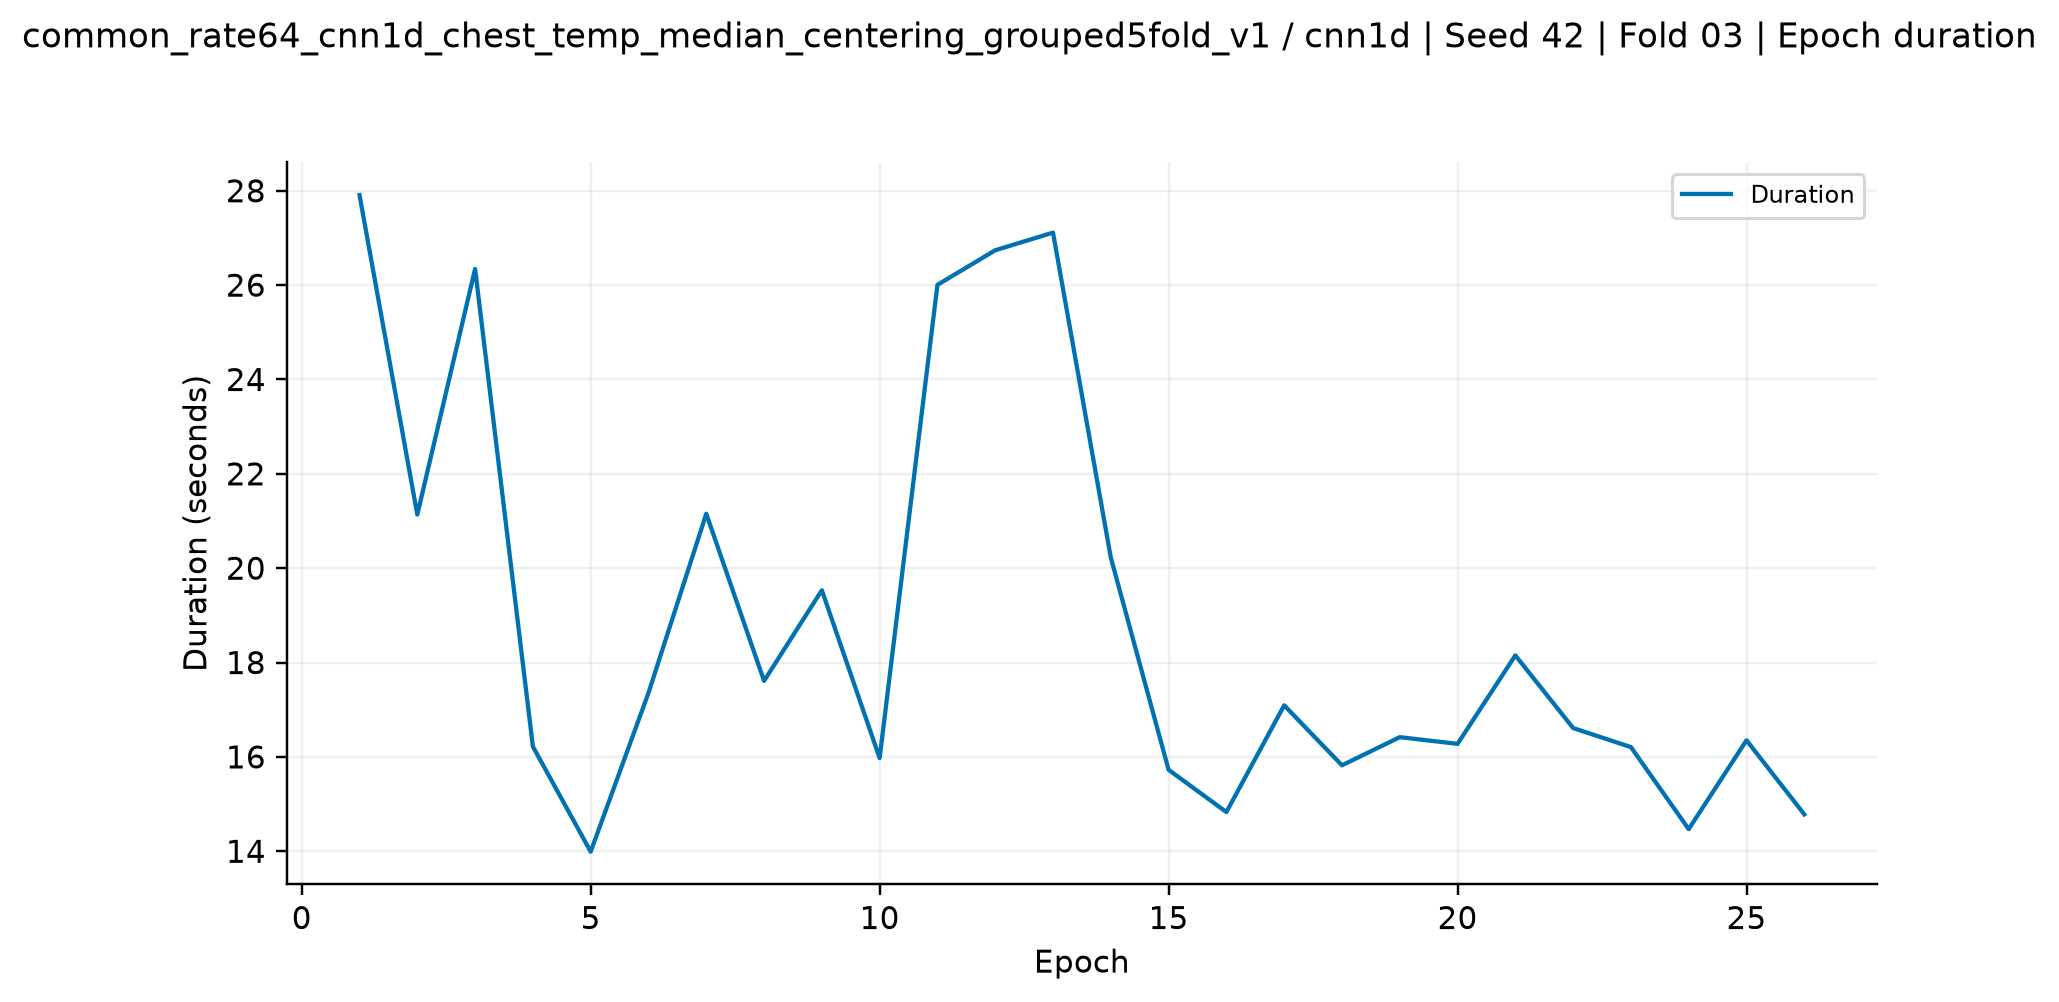 common_rate64_cnn1d_chest_temp_median_centering_grouped5fold_v1 / cnn1d | Seed 42 | Fold 03 | Epoch duration
Duration
28
26
24
22
20
18
16
14
Duration (seconds)
0 5 10 15 20 25
Epoch